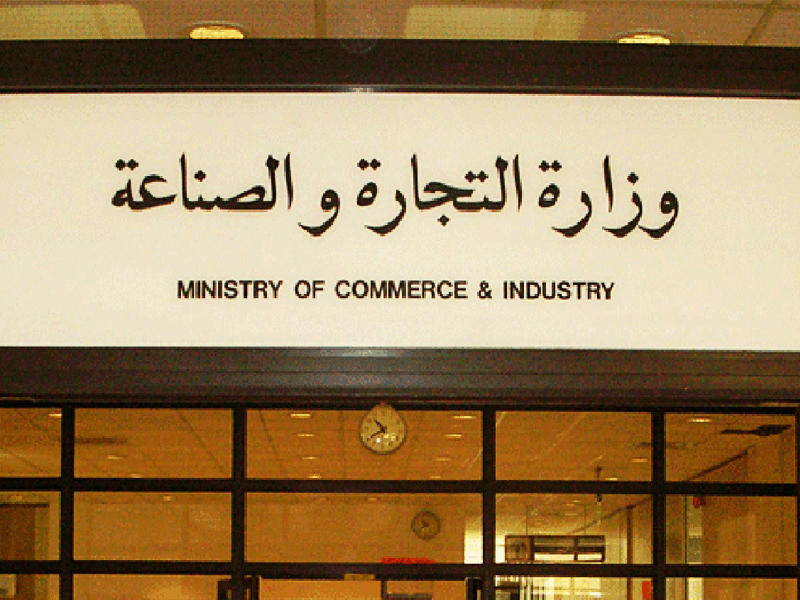 وزارة التجارة و الصناعة
MINISTRY OF COMMERCE & INDUSTRY